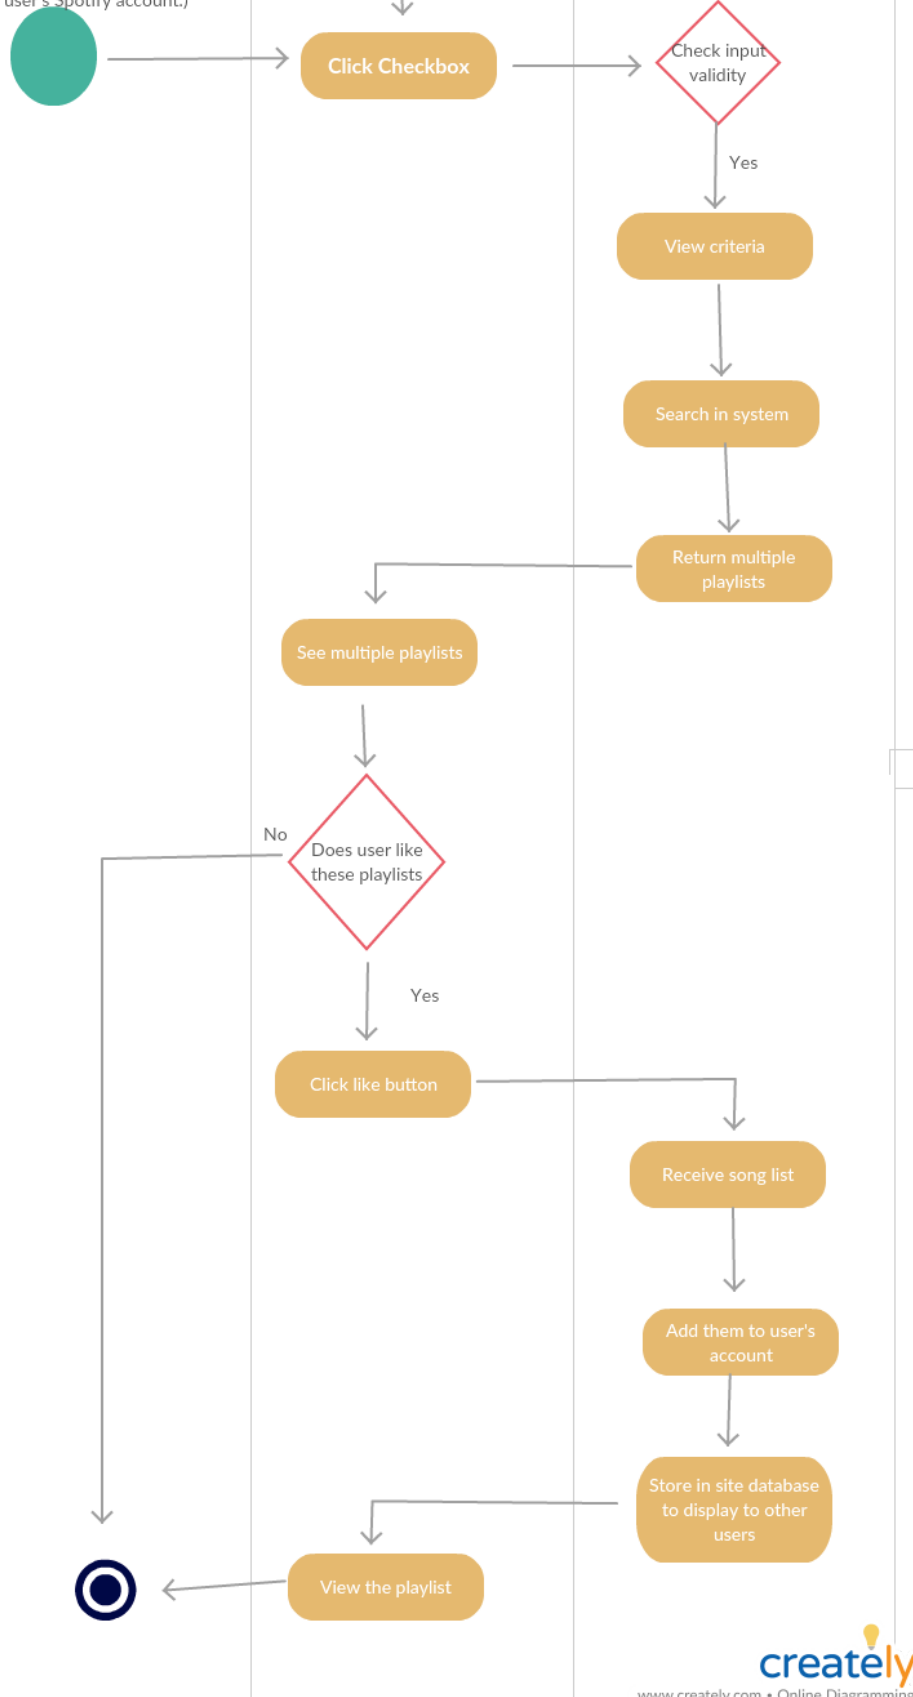 user's Spotify account.)
Click Checkbox
Check input
validity
Yes
View criteria
Search in system
Return multiple
playlists
See multiple playlists
No
Does user like
these playlists
Yes
Click like button
Receive song list
Add them to user's
account
Store in site database
to display to other
users
View the playlist
creately
www.creately.com • Online Diagramming